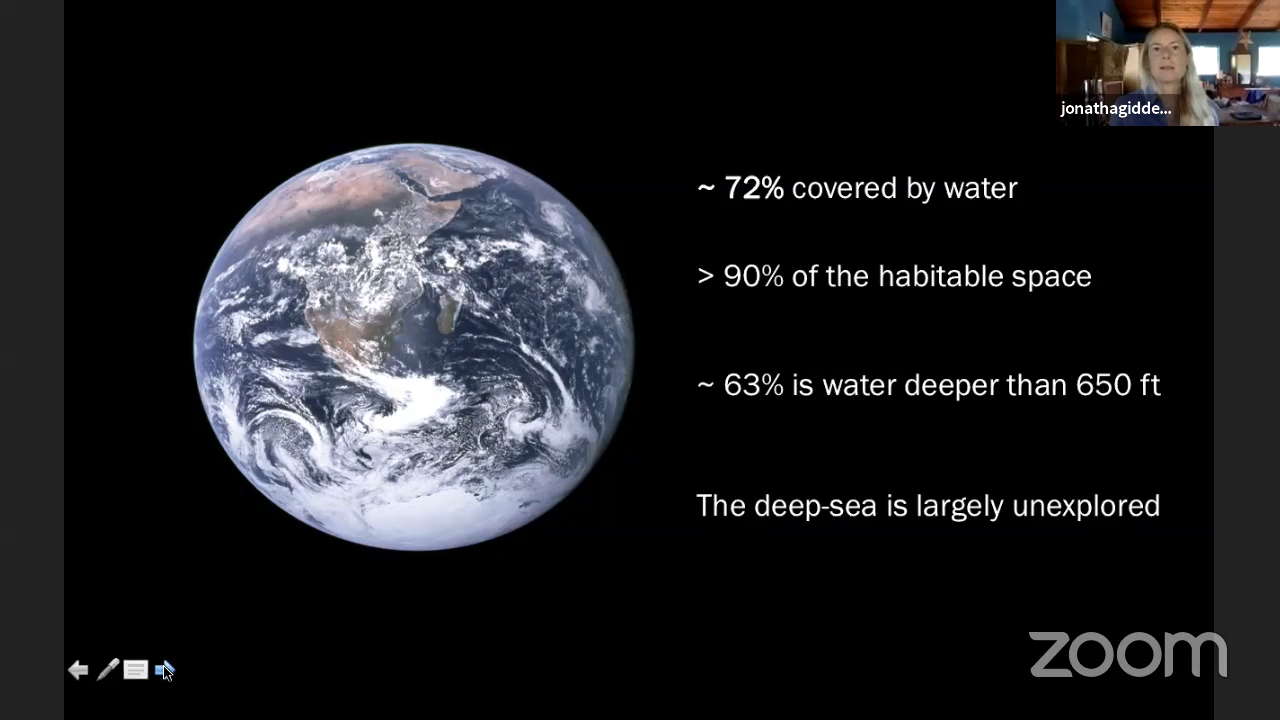 jonathagidde...
~ 72% covered by water
> 90% of the habitable space
~ 63% is water deeper than 650 ft
The deep-sea is largely unexplored
zoom